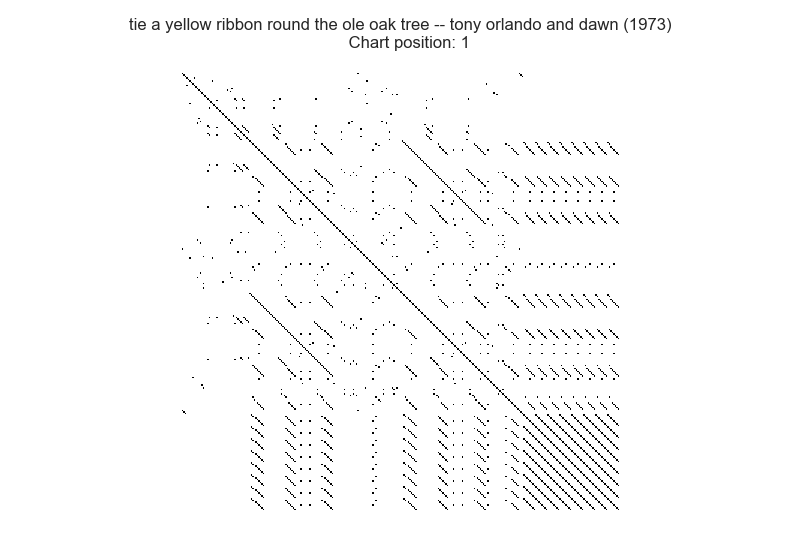 tie a yellow ribbon round the ole oak tree -- tony orlando and dawn (1973)
Chart position: 1